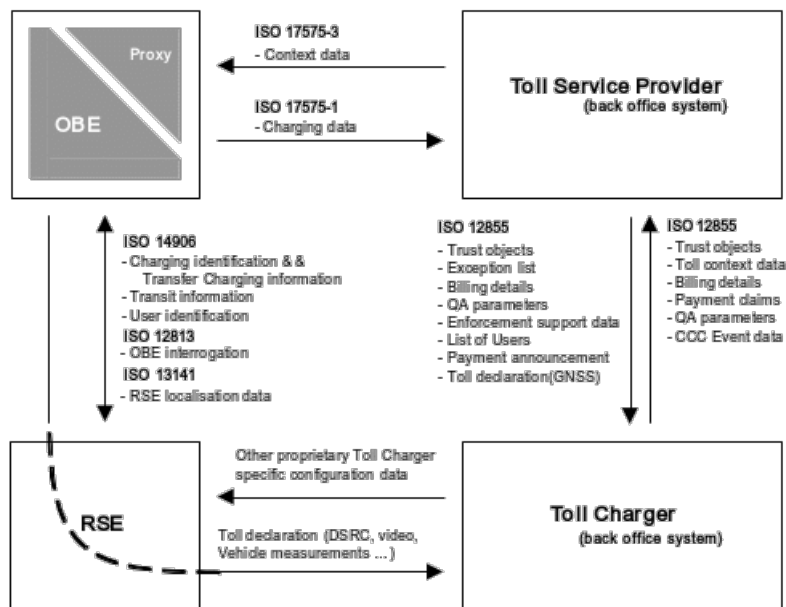 Proxy
OBE
ISO 17575-3
- Context data
ISO 17575-1
- Charging data
Toll Service Provider
(back office system)
ISO 14906
- Charging identification & &
Transfer Charging information
- Transit information
- User identification
ISO 12813
- OBE interrogation
ISO 13141
- RSE localisation data
ISO 12855
- Trust objects
- Exception list
- Billing details
- QA parameters
- Enforcement support data
- List of Users
- Payment announcement
- Toll declaration(GNSS)
ISO 12855
- Trust objects
- Toll context data
- Billing details
- Payment claims
- QA parameters
- CCC Event data
RSE
Other proprietary Toll Charger
specific configuration data
Toll declaration (DSRC, video,
Vehicle measurements ... )
Toll Charger
(back office system)